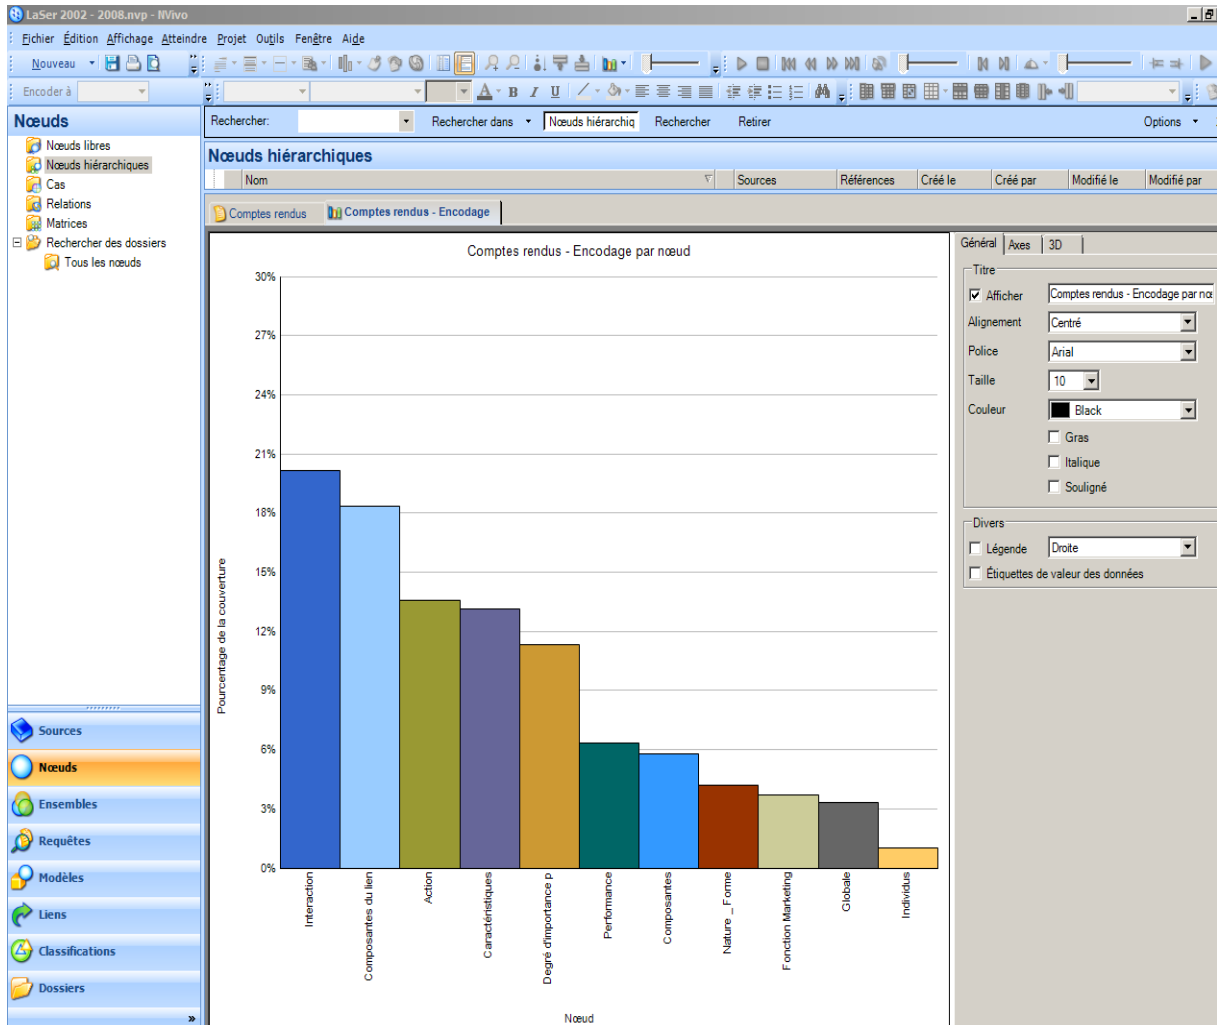 LaSer 2002 - 2008.nvp - NVivo
Fichier Édition Affichage Atteindre Projet Outils Fenêtre Aide
Nouveau
Encoder à
A B I U
Nœuds
Nœuds libres
Nœuds hiérarchiques
Cas
Relations
Matrices
Rechercher des dossiers
Tous les nœuds
Sources
Nœuds
Ensembles
Requêtes
Modèles
Liens
Classifications
Dossiers
»
Rechercher: Rechercher dans Nœuds hiérarchiq Rechercher Retirer Options
Nœuds hiérarchiques
Nom Sources Références Créé le Créé par Modifié le Modifié par
Comptes rendus Comptes rendus - Encodage
Comptes rendus - Encodage par nœud
30%
27%
24%
21%
18%
15%
12%
9%
6%
3%
0%
Pourcentage de la couverture
Interaction
Composantes du lien
Action
Caractéristiques
Degré d'importance p
Performance
Composantes
Nature _ Forme
Fonction Marketing
Globale
Individus
Nœud
Général Axes 3D
Titre
Afficher Comptes rendus - Encodage par nœ
Alignement Centré
Police Arial
Taille 10
Couleur Black
Gras
Italique
Souligné
Divers
Légende Droite
Étiquettes de valeur des données